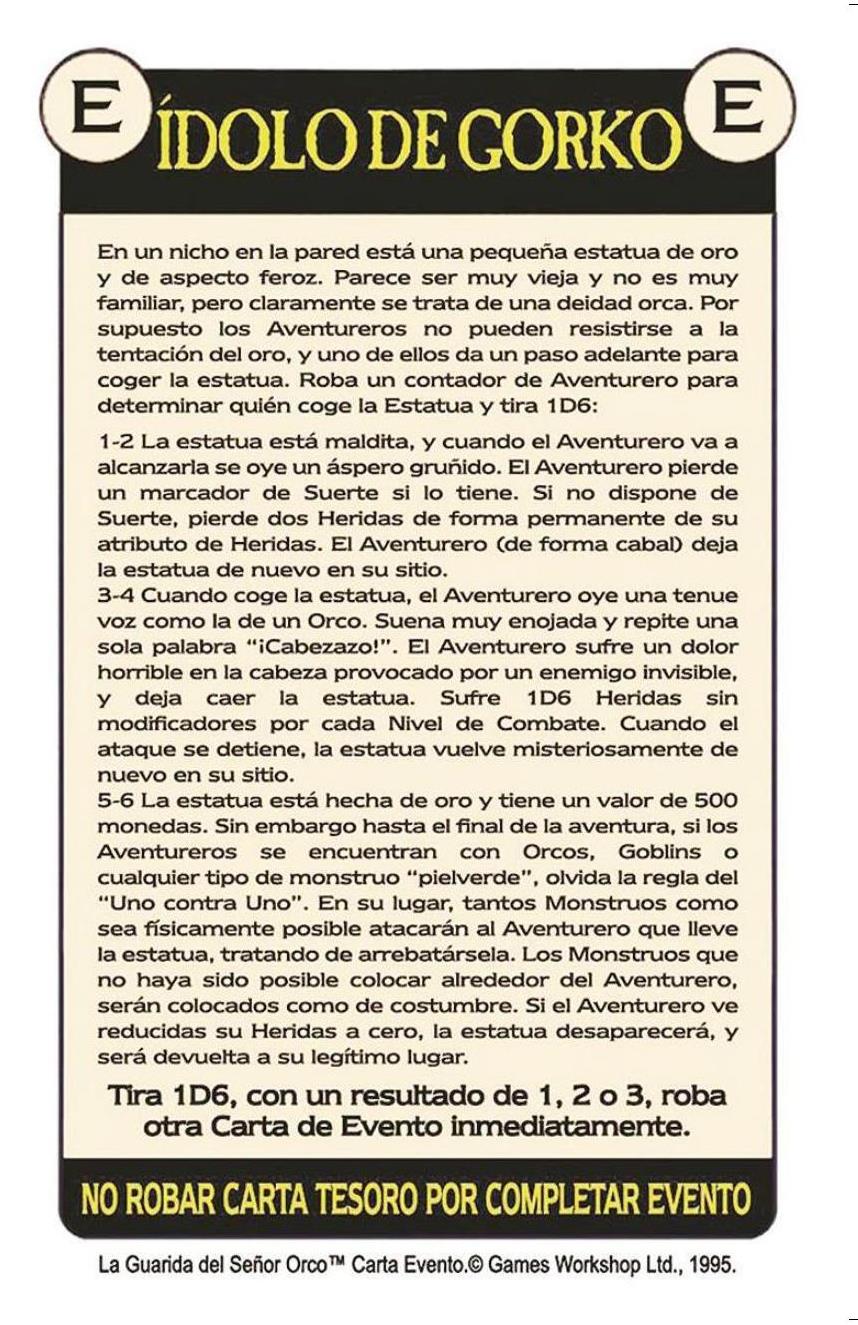 E ÍDOLO DE GORKO E
En un nicho en la pared está una pequeña estatua de oro
y de aspecto feroz. Parece ser muy vieja y no es muy
familiar, pero claramente se trata de una deidad orca. Por
supuesto los Aventureros no pueden resistirse a la
tentación del oro, y uno de ellos da un paso adelante para
coger la estatua. Roba un contador de Aventurero para
determinar quién coge la Estatua y tira 1D6:
1-2 La estatua está maldita, y cuando el Aventurero va a
alcanzarla se oye un áspero gruñido. El Aventurero pierde
un marcador de Suerte si lo tiene. Si no dispone de
Suerte, pierde dos Heridas de forma permanente de su
atributo de Heridas. El Aventurero (de forma cabal) deja
la estatua de nuevo en su sitio.
3-4 Cuando coge la estatua, el Aventurero oye una tenue
voz como la de un Orco. Suena muy enojada y repite una
sola palabra “¡Cabezazo!”. El Aventurero sufre un dolor
horrible en la cabeza provocado por un enemigo invisible,
y deja caer la estatua. Sufre 1D6 Heridas sin
modificadores por cada Nivel de Combate. Cuando el
ataque se detiene, la estatua vuelve misteriosamente de
nuevo en su sitio.
5-6 La estatua está hecha de oro y tiene un valor de 500
monedas. Sin embargo hasta el final de la aventura, si los
Aventureros se encuentran con Orcos, Goblins o
cualquier tipo de monstruo “pielverde”, olvida la regla del
“Uno contra Uno”. En su lugar, tantos Monstruos como
sea físicamente posible atacarán al Aventurero que lleve
la estatua, tratando de arrebatársela. Los Monstruos que
no haya sido posible colocar alrededor del Aventurero,
serán colocados como de costumbre. Si el Aventurero ve
reducidas su Heridas a cero, la estatua desaparecerá, y
será devuelta a su legítimo lugar.
Tira 1D6, con un resultado de 1, 2 o 3, roba
otra Carta de Evento inmediatamente.
NO ROBAR CARTA TESORO POR COMPLETAR EVENTO
La Guarida del Señor Orco™ Carta Evento.© Games Workshop Ltd., 1995.